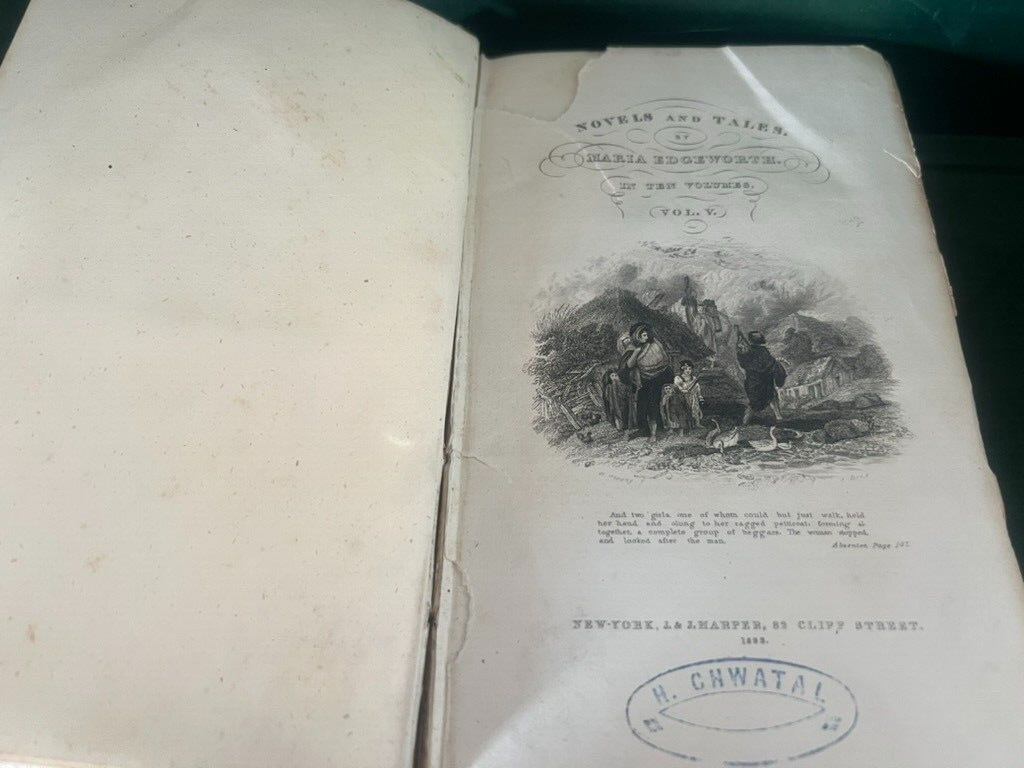 NOVELS AND TALES.
BY
MARIA EDGEWORTH.
IN TEN VOLUMES.
VOL. V.
And two girls, one of whom could but just walk, held
her hand and clung to her ragged petticoat; forming al-
together, a complete group of beggars. The woman stopped,
and looked after the man.
Absentee, Page
NEW-YORK, J. & J. HARPER, 82 CLIFF STREET.
H. CHWATAL